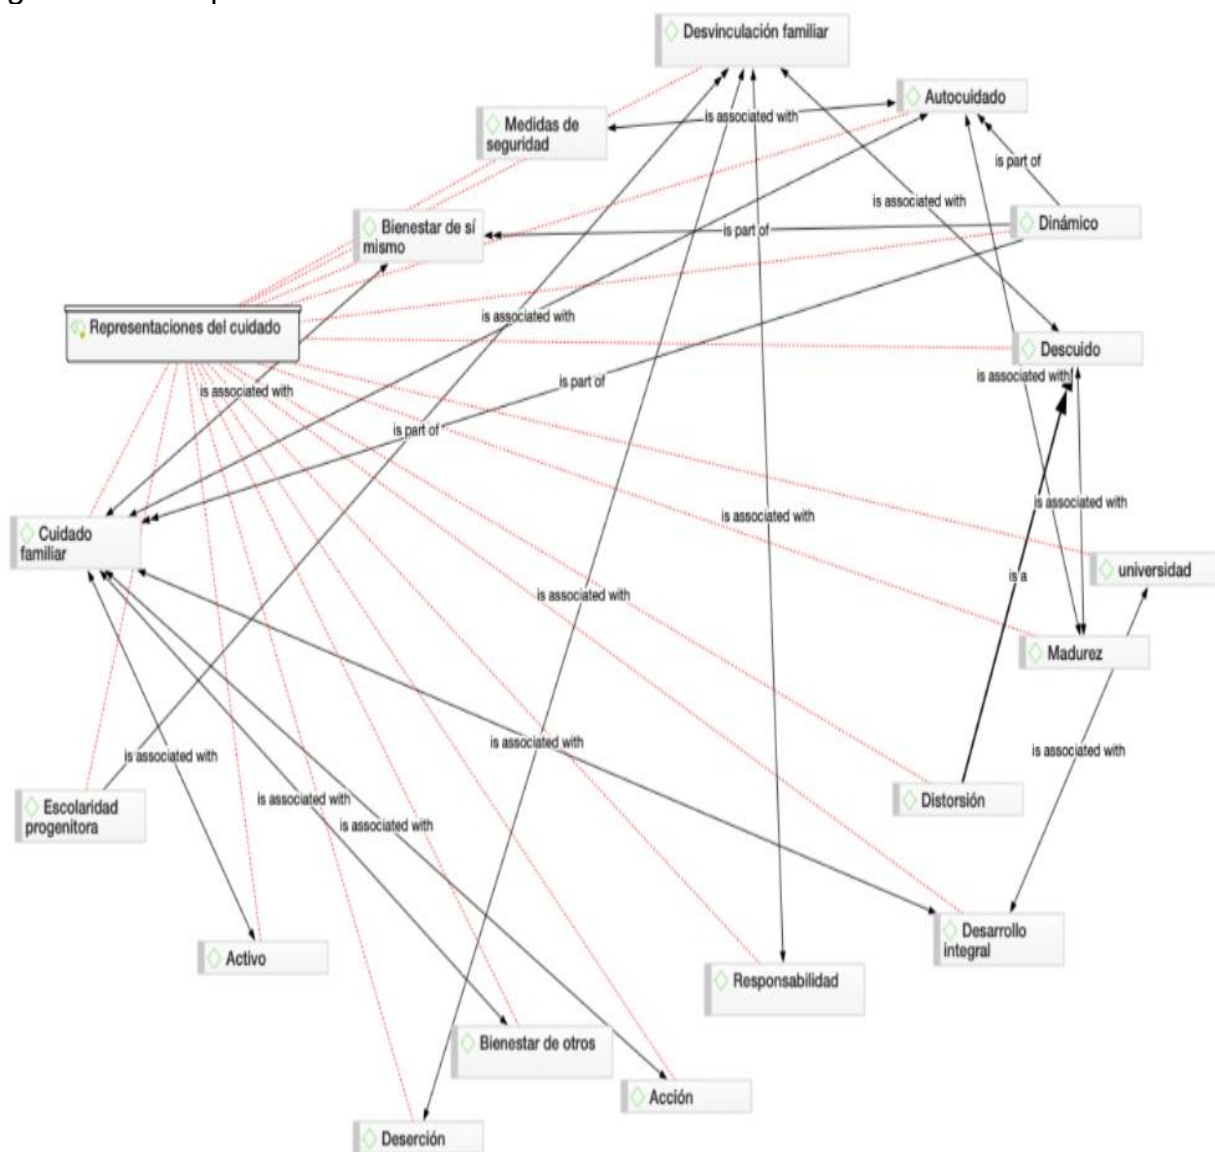 Desvinculación familiar
Autocuidado
Medidas de
seguridad
is associated with
is part of
is associated with
Bienestar de sí
mismo
is part of
Dinámico
Representaciones del cuidado
is associated with
Descuido
is associated with
is part of
is associated with
is part of
Cuidado
familiar
is associated with
is associated with
is a
universidad
is associated with
Madurez
is associated with
is associated with
is associated with
Escolaridad
progenitora
is associated with
is associated with
Distorsión
Activo
Desarrollo
integral
Responsabilidad
Bienestar de otros
Acción
Deserción